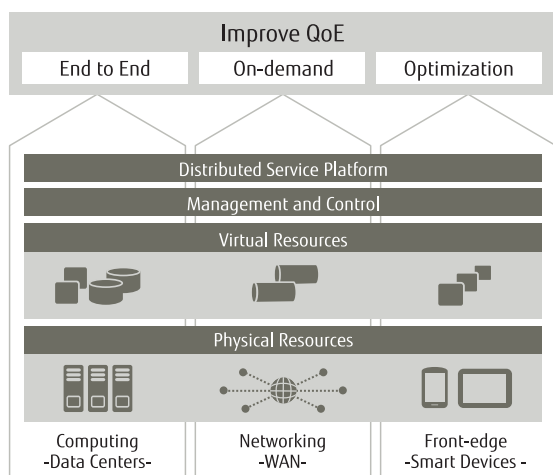 Improve QoE
End to End
On-demand
Optimization
Distributed Service Platform
Management and Control
Virtual Resources
Physical Resources
Computing
-Data Centers-
Networking
-WAN-
Front-edge
-Smart Devices -